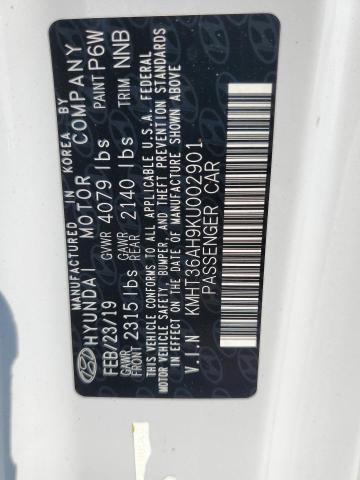 MANUFACTURED IN KOREA BY
HYUNDAI MOTOR COMPANY
FEB/23/19 GVWR 4079 lbs PAINT P6W
GAWR FRONT 2315 lbs GAWR REAR 2140 lbs TRIM NNB
THIS VEHICLE CONFORMS TO ALL APPLICABLE U.S.A. FEDERAL
MOTOR VEHICLE SAFETY, BUMPER, AND THEFT PREVENTION STANDARDS
IN EFFECT ON THE DATE OF MANUFACTURE SHOWN ABOVE
V.I.N KMHT36AH9KU002901
PASSENGER CAR